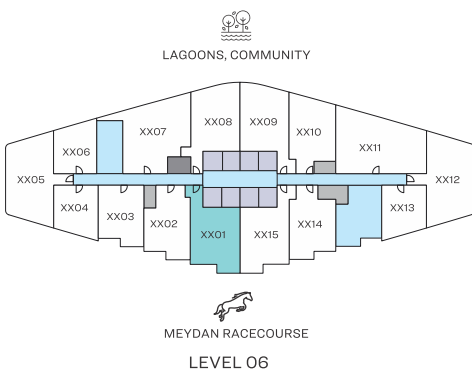 LAGOONS, COMMUNITY
XX08 XX09
XX07 XX10
XX06 XX11
XX05 XX12
XX04 XX03 XX02 XX14 XX13
XX01 XX15
MEYDAN RACECOURSE
LEVEL 06